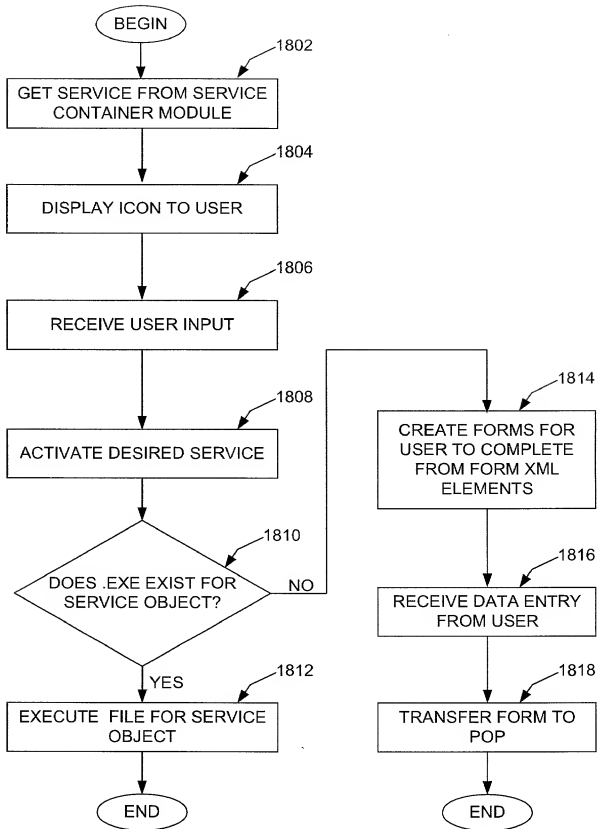 BEGIN
1802
GET SERVICE FROM SERVICE
CONTAINER MODULE
1804
DISPLAY ICON TO USER
1806
RECEIVE USER INPUT
1808
ACTIVATE DESIRED SERVICE
1810
DOES .EXE EXIST FOR
SERVICE OBJECT?
NO
YES
1812
EXECUTE FILE FOR SERVICE
OBJECT
END
1814
CREATE FORMS FOR
USER TO COMPLETE
FROM FORM XML
ELEMENTS
1816
RECEIVE DATA ENTRY
FROM USER
1818
TRANSFER FORM TO
POP
END